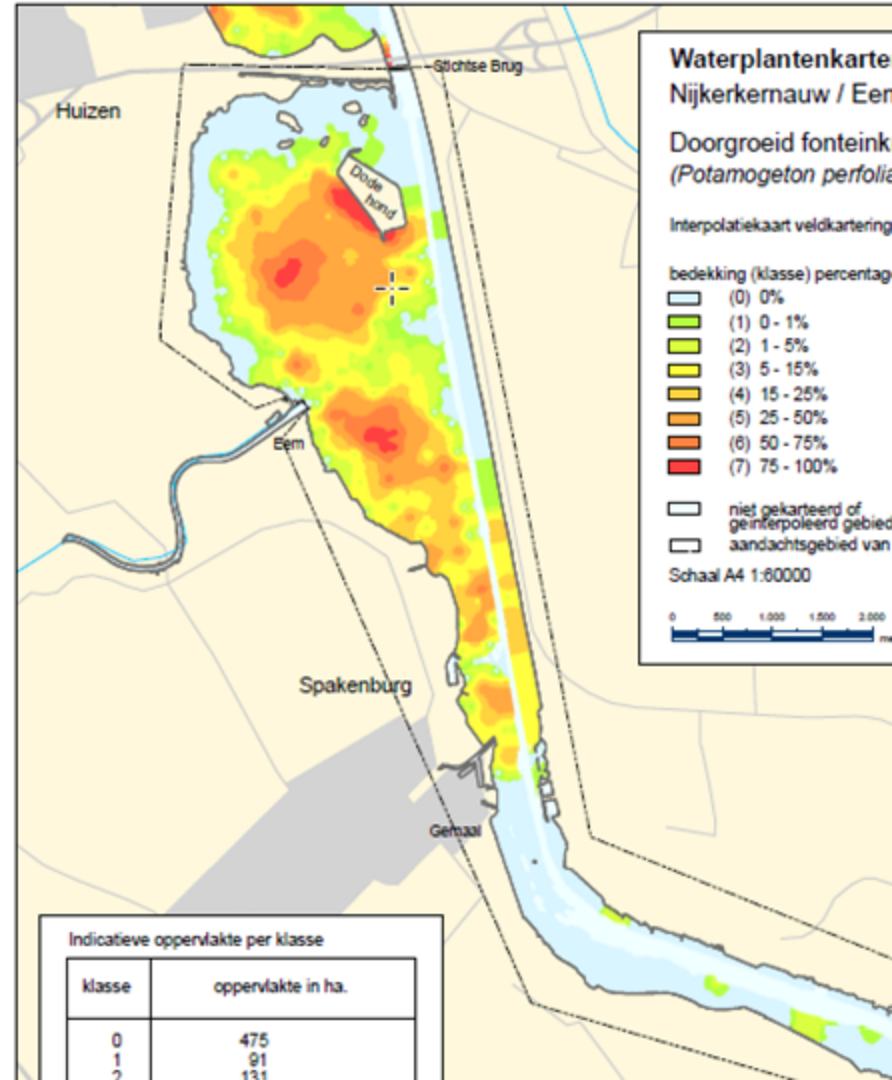 Stichtse Brug
Huizen
Dode
hond
Eem
Spakenburg
Gemaal
Waterplantenkarte
Nijkerkernauw / Eem
Doorgroeid fonteink
(Potamogeton perfolia
Interpolatiekaart veldkartering
bedekking (klasse) percentage
(0) 0%
(1) 0 - 1%
(2) 1 - 5%
(3) 5 - 15%
(4) 15 - 25%
(5) 25 - 50%
(6) 50 - 75%
(7) 75 - 100%
niet gekarteerd of
geïnterpoleerd gebied
aandachtsgebied van
Schaal A4 1:60000
0 500 1.000 1.500 2.000
me
Indicatieve oppervlakte per klasse
klasse oppervlakte in ha.
0 475
1 91
2 131